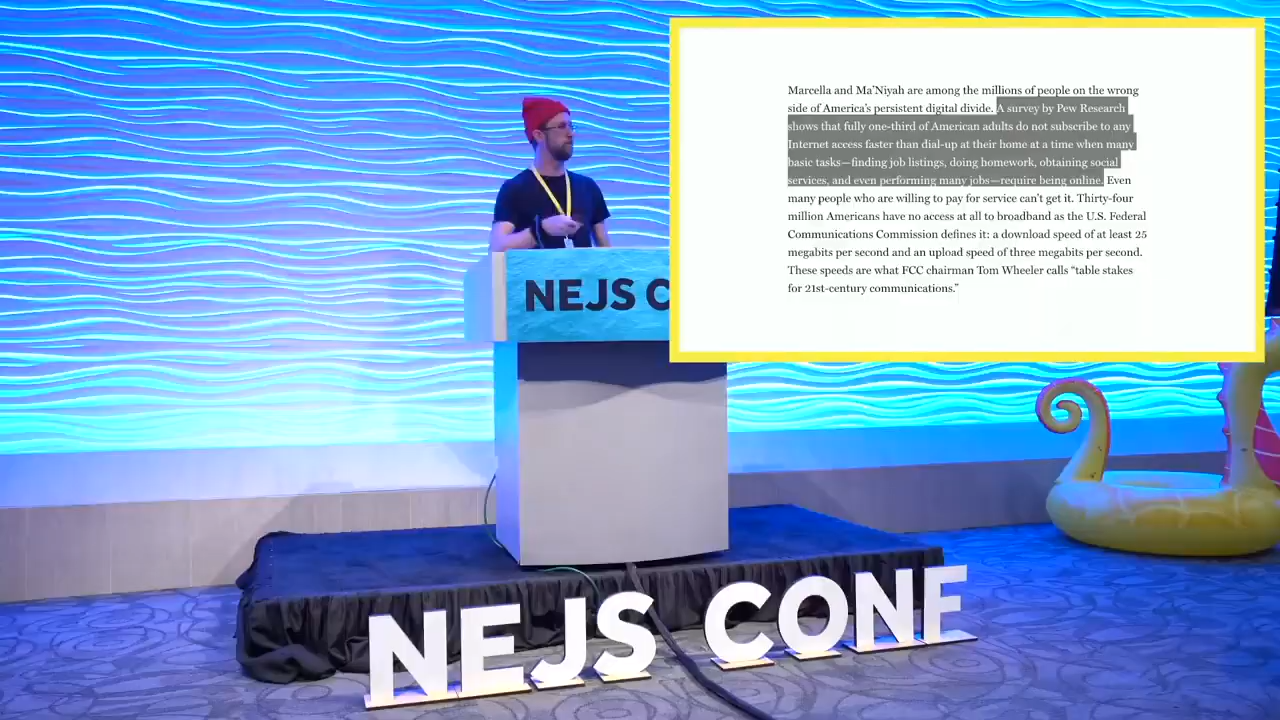 Marcella and Ma'Niyah are among the millions of people on the wrong
side of America's persistent digital divide. A survey by Pew Research
shows that fully one-third of American adults do not subscribe to any
Internet access faster than dial-up at their home at a time when many
basic tasks—finding job listings, doing homework, obtaining social
services, and even performing many jobs—require being online. Even
many people who are willing to pay for service can't get it. Thirty-four
million Americans have no access at all to broadband as the U.S. Federal
Communications Commission defines it: a download speed of at least 25
megabits per second and an upload speed of three megabits per second.
These speeds are what FCC chairman Tom Wheeler calls “table stakes
for 21st-century communications.”
NEJS C
NEJS CONF